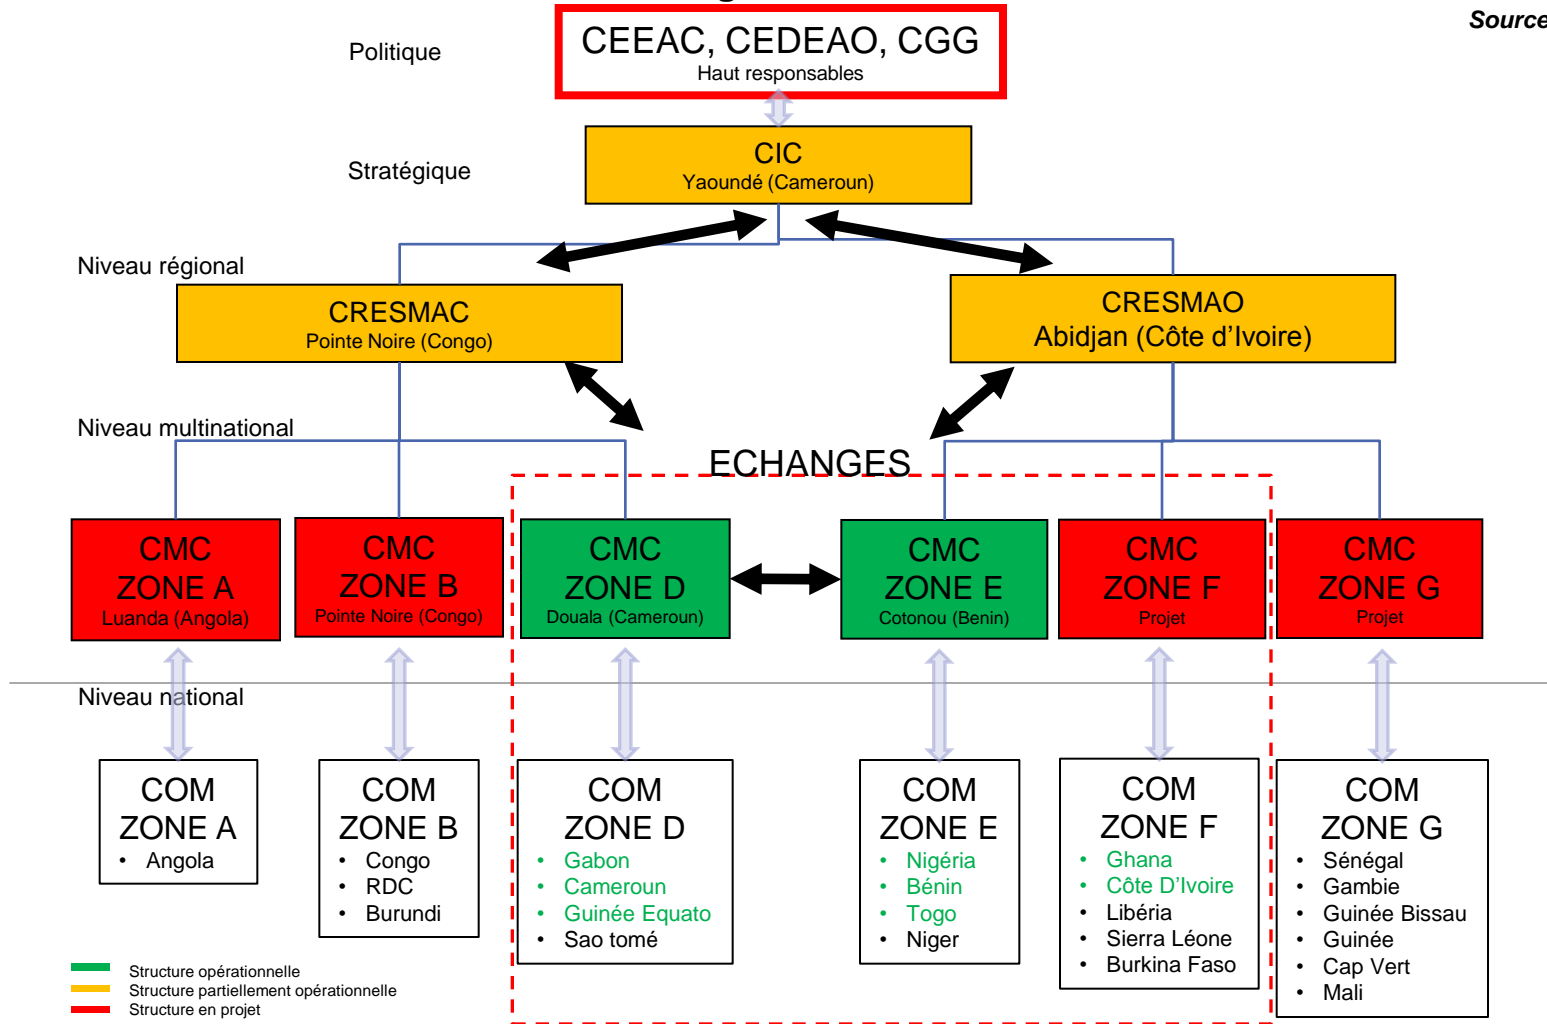 Source
Politique
CEEAC, CEDEAO, CGG
Haut responsables
Stratégique
CIC
Yaoundé (Cameroun)
Niveau régional
CRESMAC
Pointe Noire (Congo)
CRESMAO
Abidjan (Côte d’Ivoire)
Niveau multinational
ECHANGES
CMC
ZONE A
Luanda (Angola)
CMC
ZONE B
Pointe Noire (Congo)
CMC
ZONE D
Douala (Cameroun)
CMC
ZONE E
Cotonou (Benin)
CMC
ZONE F
Projet
CMC
ZONE G
Projet
Niveau national
COM
ZONE A
• Angola
COM
ZONE B
• Congo
• RDC
• Burundi
COM
ZONE D
• Gabon
• Cameroun
• Guinée Equato
• Sao tomé
COM
ZONE E
• Nigéria
• Bénin
• Togo
• Niger
COM
ZONE F
• Ghana
• Côte D’Ivoire
• Libéria
• Sierra Léone
• Burkina Faso
COM
ZONE G
• Sénégal
• Gambie
• Guinée Bissau
• Guinée
• Cap Vert
• Mali
Structure opérationnelle
Structure partiellement opérationnelle
Structure en projet